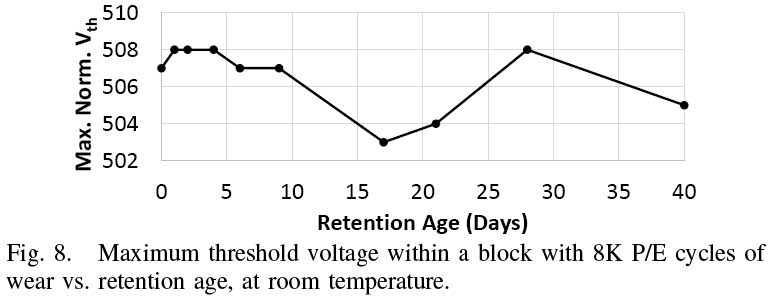 510
508
506
504
502
Max. Norm. Vth
0 5 10 15 20 25 30 35 40
Retention Age (Days)
Fig. 8. Maximum threshold voltage within a block with 8K P/E cycles of
wear vs. retention age, at room temperature.